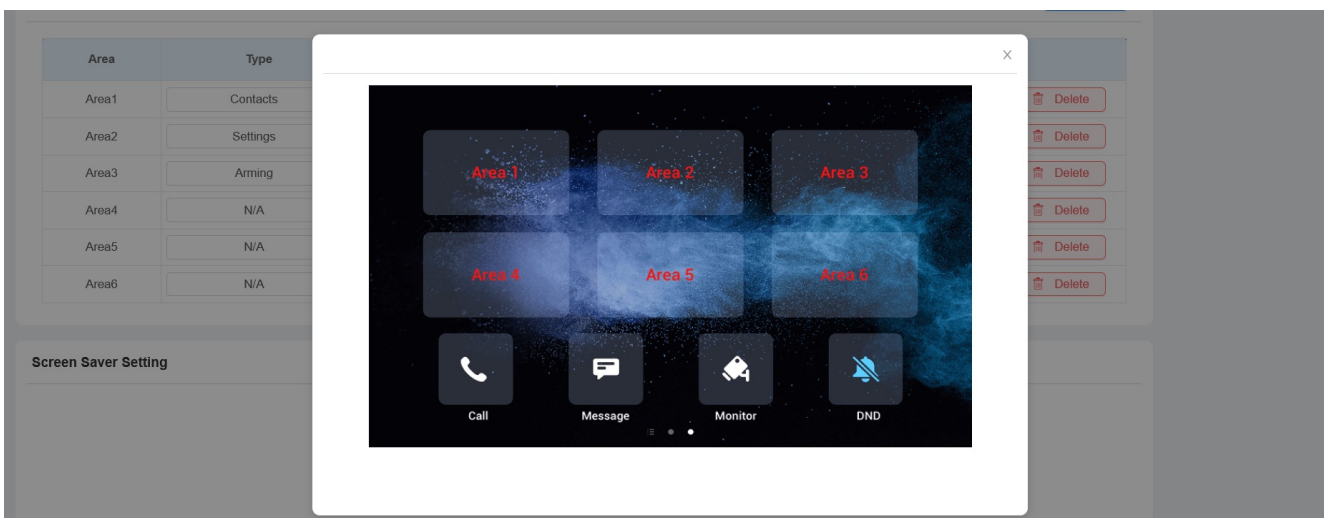 Area Type X
Area1 Contacts Delete
Area2 Settings Delete
Area3 Arming Delete
Area4 N/A Delete
Area5 N/A Delete
Area6 N/A Delete
Area 1 Area 2 Area 3
Area 4 Area 5 Area 6
Screen Saver Setting
Call Message Monitor DND